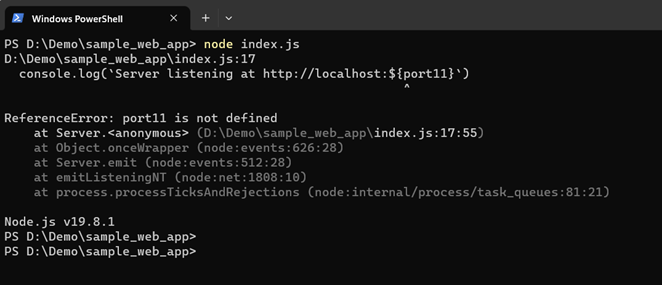 Windows PowerShell
PS D:\Demo\sample_web_app> node index.js
D:\Demo\sample_web_app\index.js:17
  console.log(`Server listening at http://localhost:${port11}`)
                                                      ^
ReferenceError: port11 is not defined
    at Server.<anonymous> (D:\Demo\sample_web_app\index.js:17:55)
    at Object.onceWrapper (node:events:626:28)
    at Server.emit (node:events:512:28)
    at emitListeningNT (node:net:1808:10)
    at process.processTicksAndRejections (node:internal/process/task_queues:81:21)
Node.js v19.8.1
PS D:\Demo\sample_web_app>
PS D:\Demo\sample_web_app>